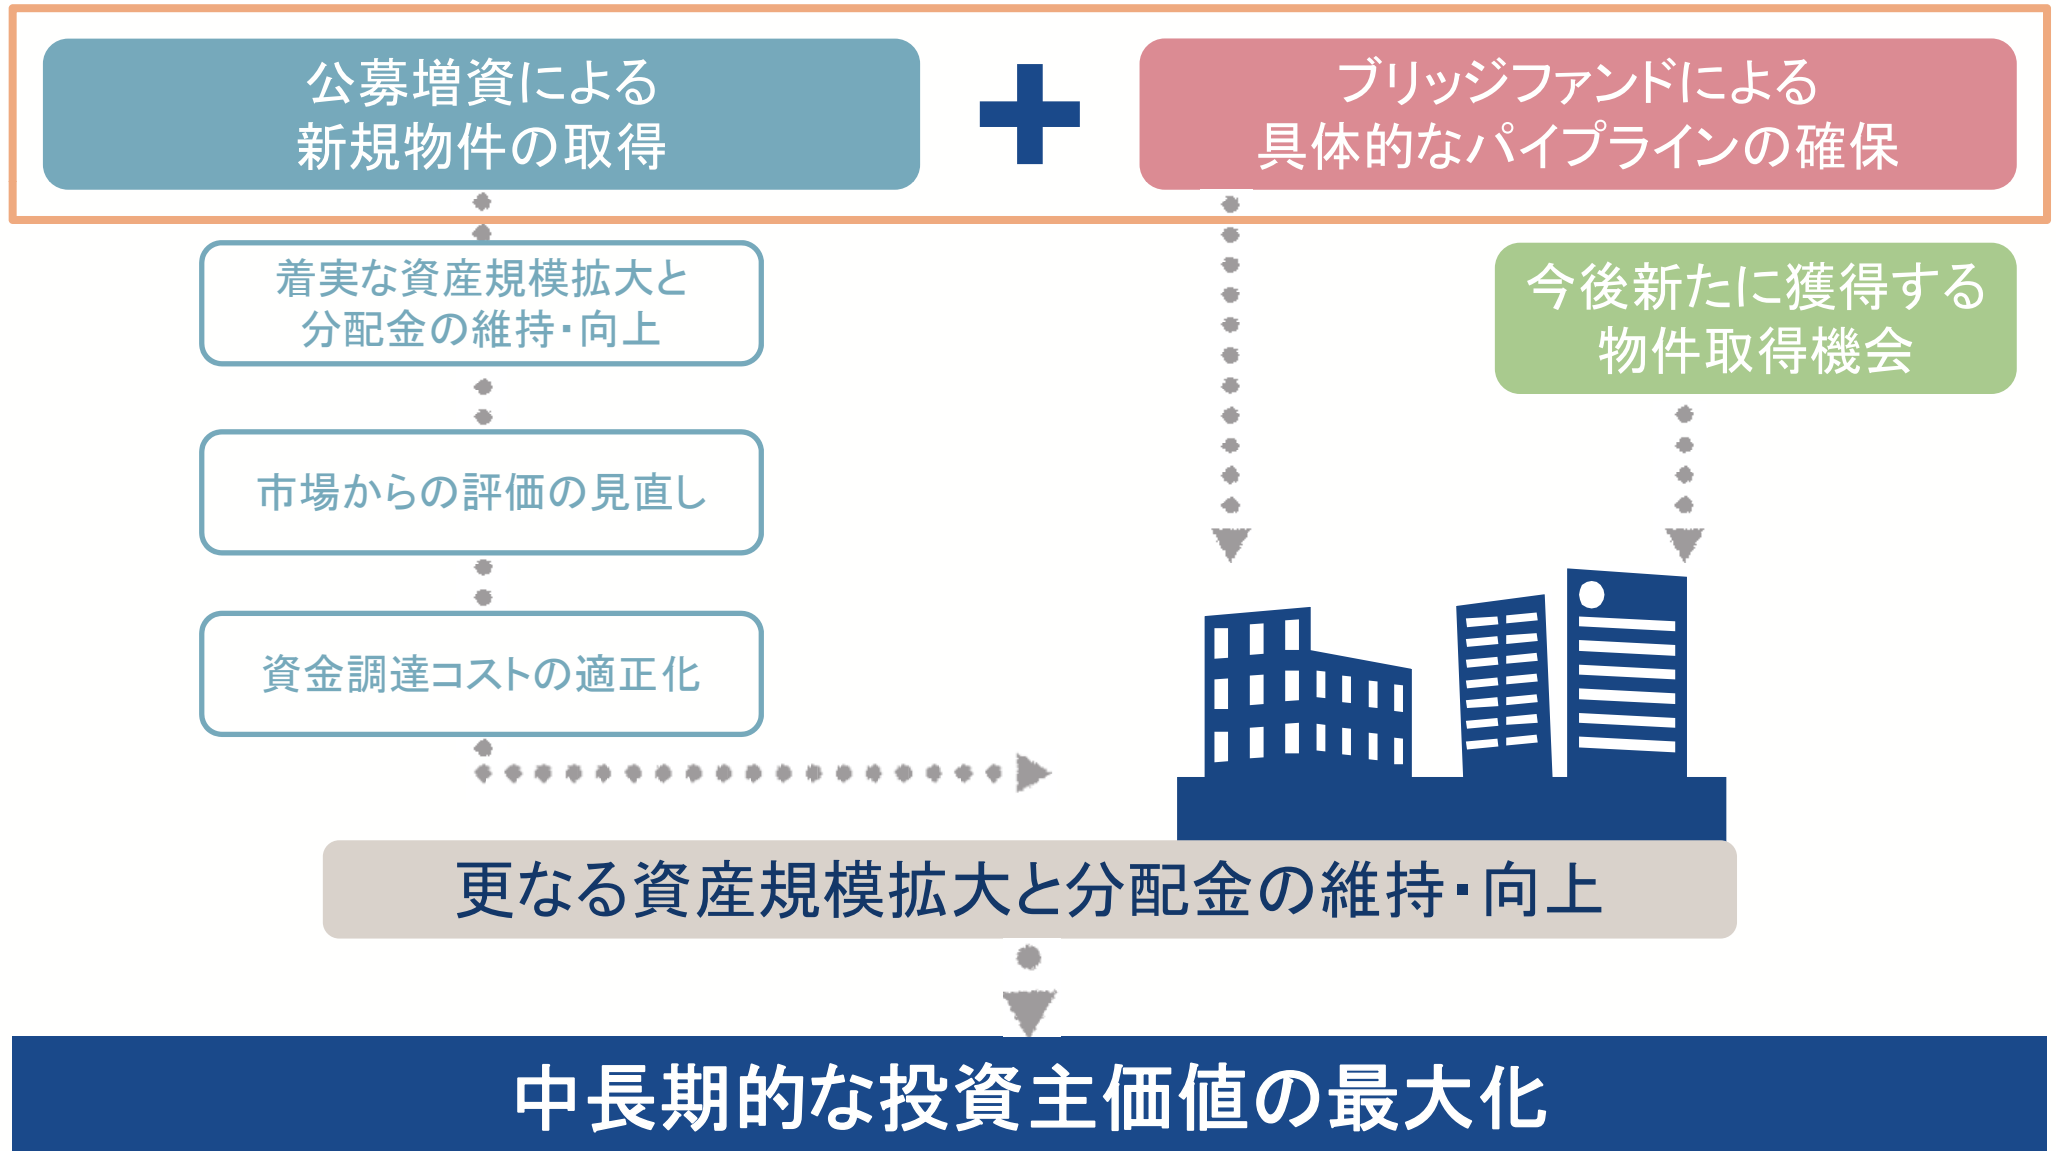 公募増資による
新規物件の取得
ブリッジファンドによる
具体的なパイプラインの確保
着実な資産規模拡大と
分配金の維持・向上
今後新たに獲得する
物件取得機会
市場からの評価の見直し
資金調達コストの適正化
更なる資産規模拡大と分配金の維持・向上
中長期的な投資主価値の最大化